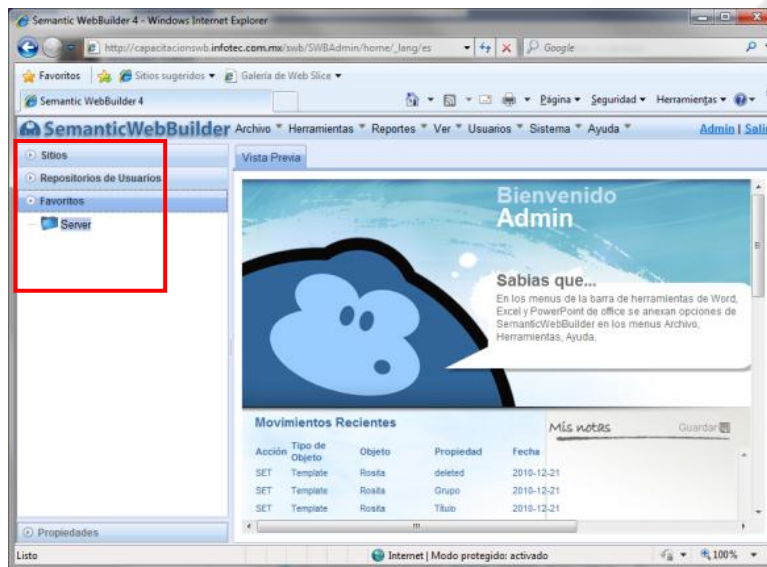 Semantic WebBuilder 4 - Windows Internet Explorer
http://capacitacionswb.infotec.com.mx/swb/SWBAdmin/home/_lang/es
Google
Favoritos Sitios sugeridos Galería de Web Slice
Semantic WebBuilder 4 Página Seguridad Herramientas
SemanticWebBuilder Archivo Herramientas Reportes Ver Usuarios Sistema Ayuda Admin | Sali
Sitios
Vista Previa
Repositorios de Usuarios
Favoritos
Server
Bienvenido
Admin
Sabias que...
En los menus de la barra de herramientas de Word,
Excel y PowerPoint de office se anexan opciones de
SemanticWebBuilder en los menus Archivo,
Herramientas, Ayuda.
Movimientos Recientes
Mis notas Guardar
Acción Tipo de Objeto Objeto Propiedad Fecha
SET Template Rosita deleted 2010-12-21
SET Template Rosita Grupo 2010-12-21
SET Template Rosita Título 2010-12-21
Propiedades
Listo Internet | Modo protegido: activado 100%